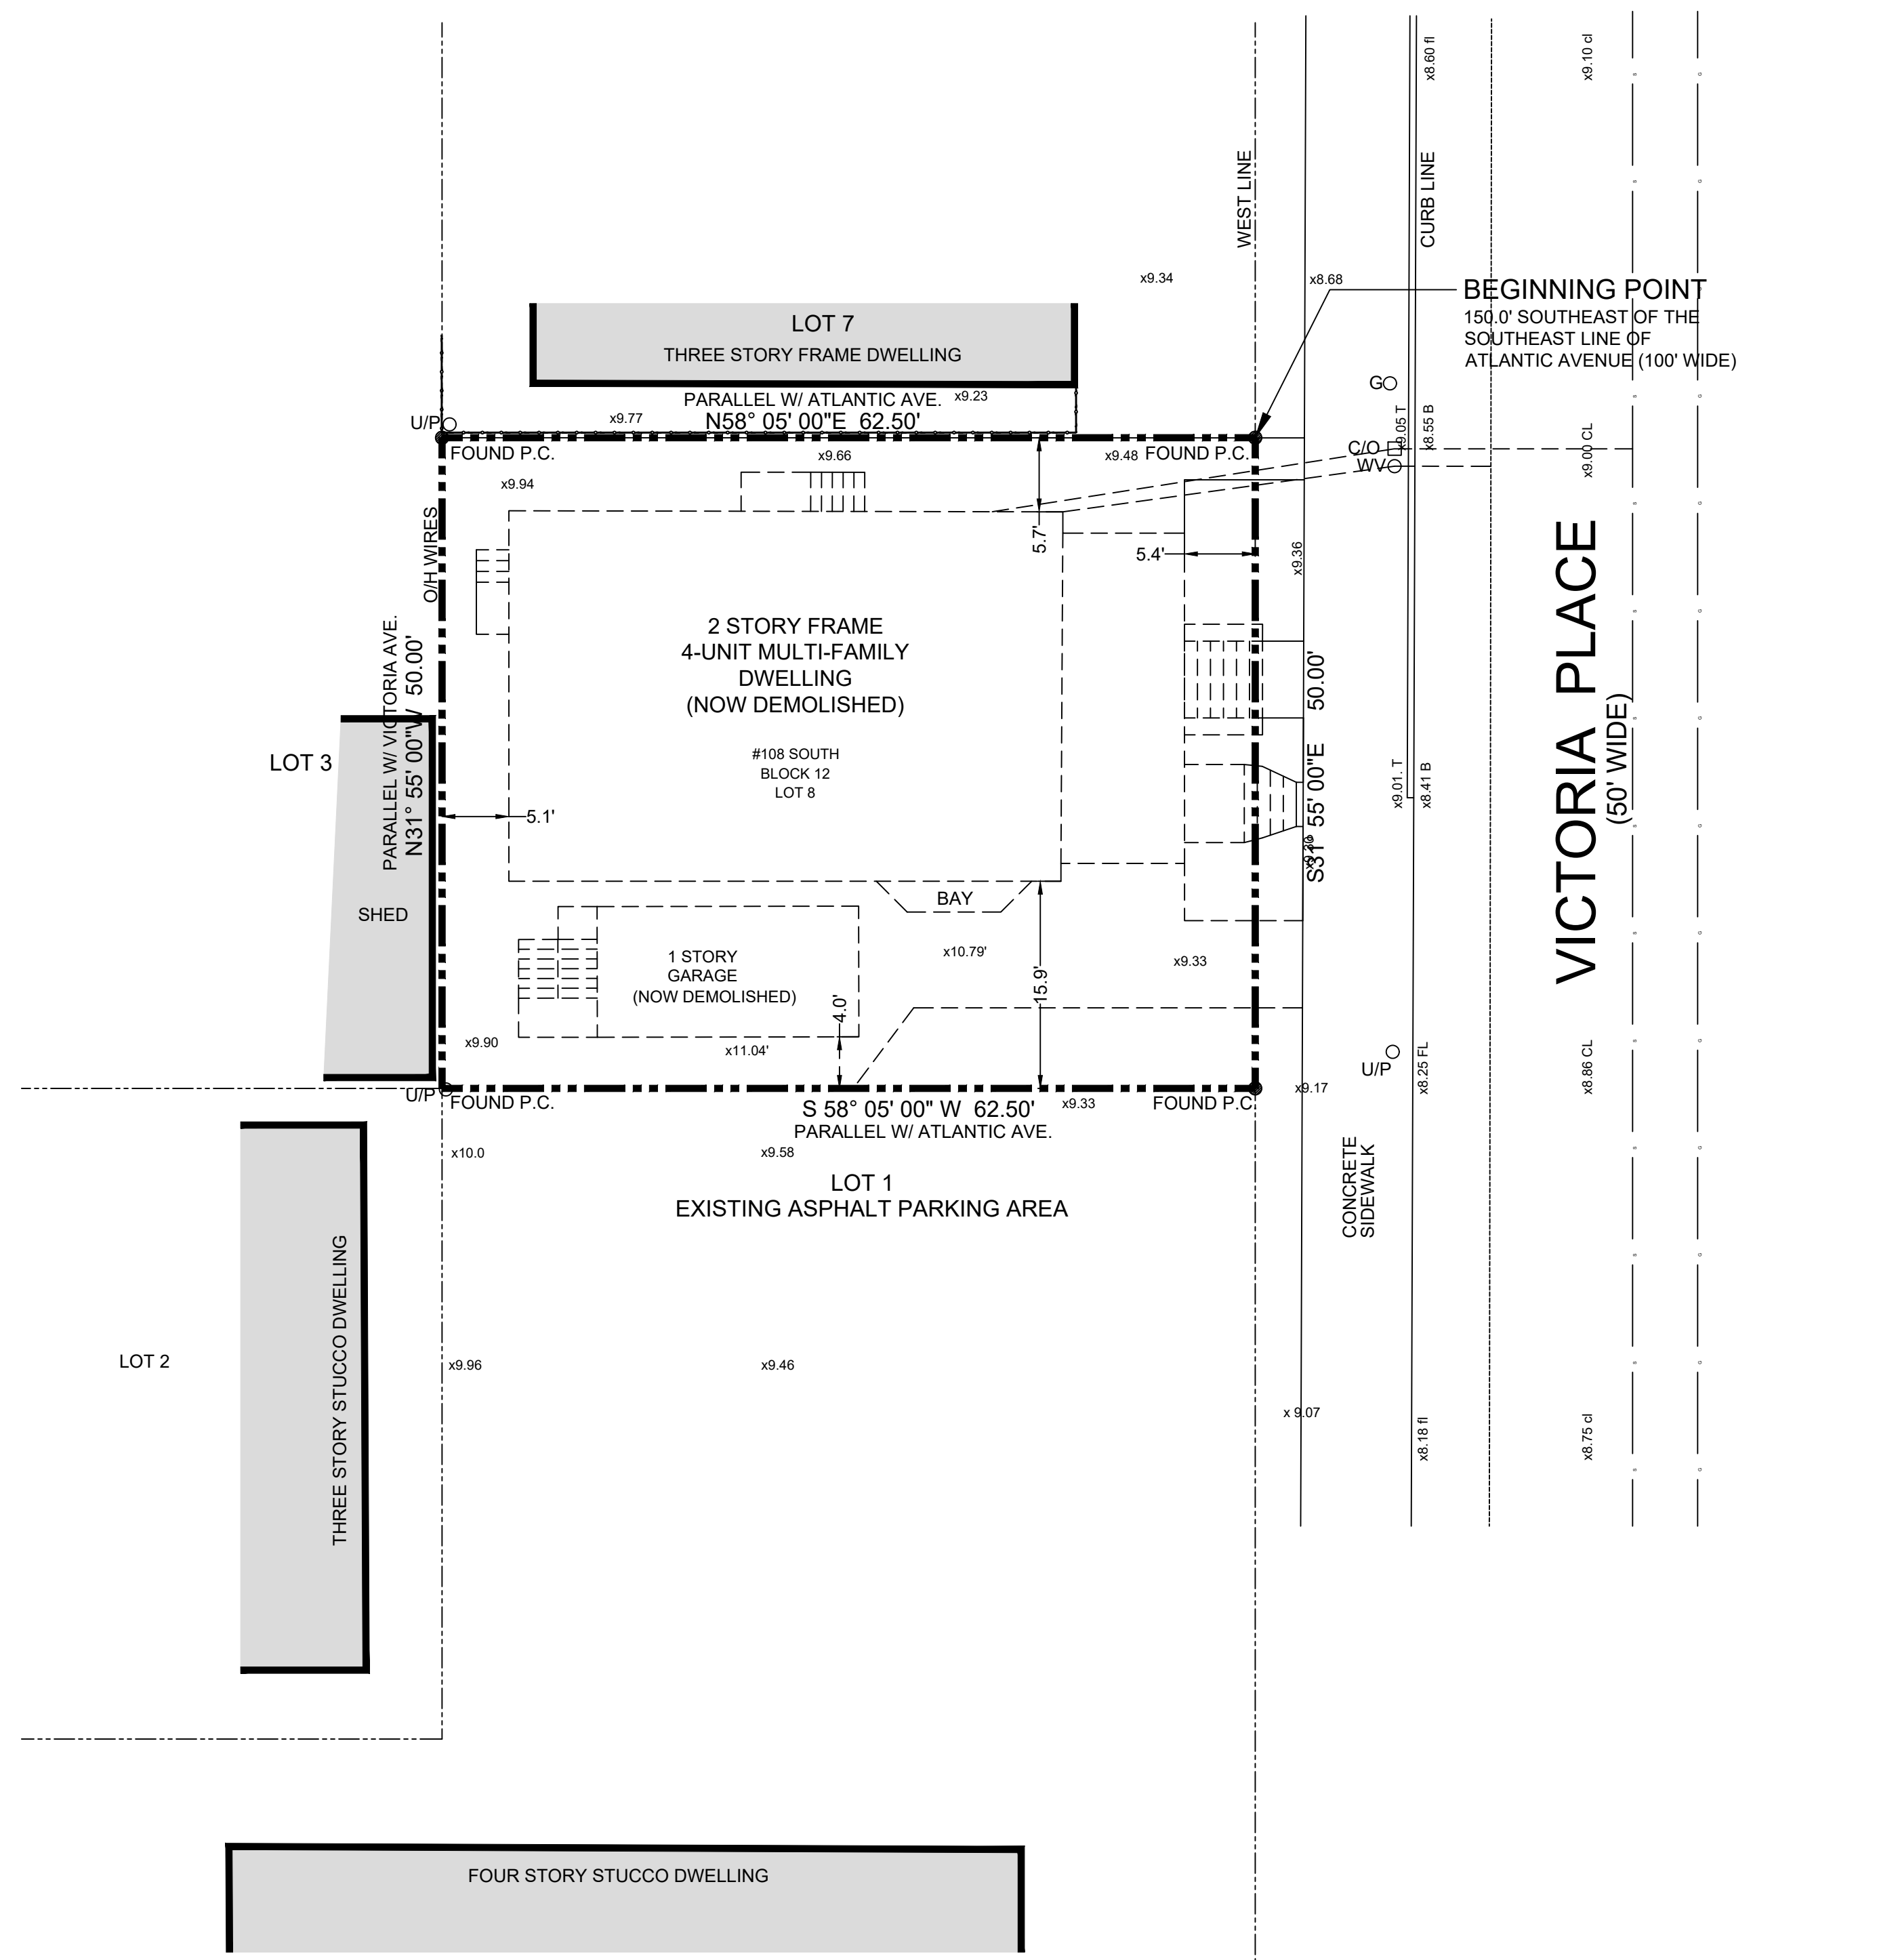 x8.60 fl
x9.10 cl
WEST LINE
CURB LINE
x9.34
x8.68
BEGINNING POINT
150.0' SOUTHEAST OF THE
SOUTHEAST LINE OF
ATLANTIC AVENUE (100' WIDE)
LOT 7
THREE STORY FRAME DWELLING
PARALLEL W/ ATLANTIC AVE.
x9.23
G
U/P
x9.77
N58° 05' 00"E 62.50'
x9.05 T
x8.55 B
x9.00 CL
FOUND P.C.
x9.66
x9.48
FOUND P.C.
C/O
WV
x9.94
O/H WIRES
5.7'
5.4'
x9.36
2 STORY FRAME
4-UNIT MULTI-FAMILY
DWELLING
(NOW DEMOLISHED)
#108 SOUTH
BLOCK 12
LOT 8
PARALLEL W/ VICTORIA AVE.
N31° 55' 00"W 50.00'
S31° 55' 00"E 50.00'
VICTORIA PLACE
(50' WIDE)
LOT 3
x9.01. T
x8.41 B
5.1'
SHED
BAY
1 STORY
GARAGE
(NOW DEMOLISHED)
x10.79'
x9.33
15.9'
4.0'
x9.90
x11.04'
U/P
x8.25 FL
x8.86 CL
U/P
FOUND P.C.
S 58° 05' 00" W 62.50'
x9.33
FOUND P.C
x9.17
PARALLEL W/ ATLANTIC AVE.
x10.0
x9.58
CONCRETE
SIDEWALK
LOT 1
EXISTING ASPHALT PARKING AREA
THREE STORY STUCCO DWELLING
LOT 2
x9.96
x9.46
x 9.07
x8.18 fl
x8.75 cl
FOUR STORY STUCCO DWELLING